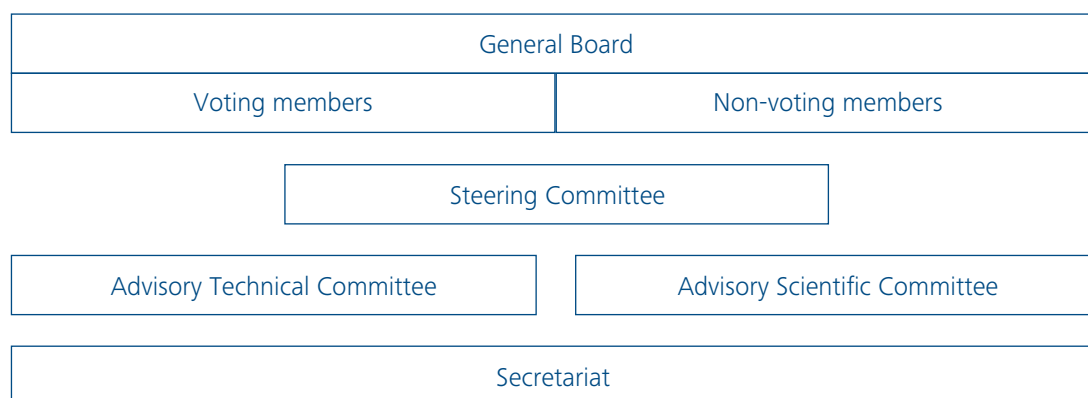 General Board
Voting members
Non-voting members
Steering Committee
Advisory Technical Committee
Advisory Scientific Committee
Secretariat